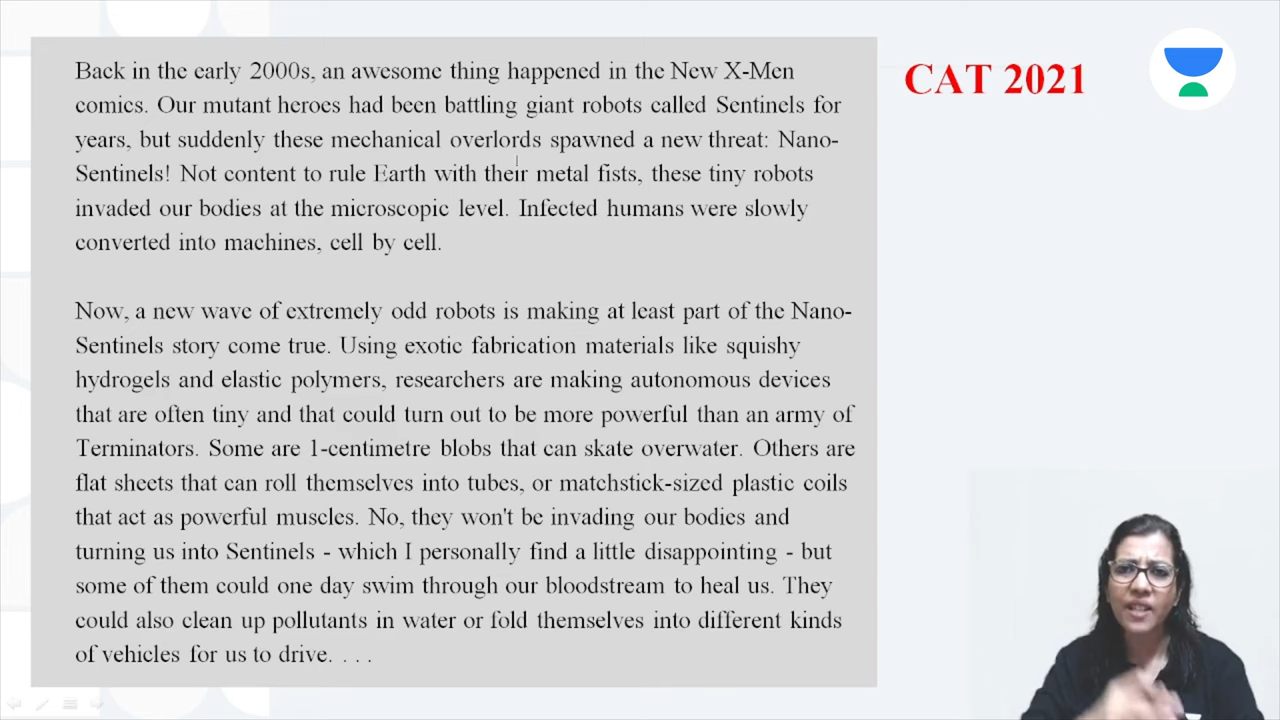 Back in the early 2000s, an awesome thing happened in the New X-Men
comics. Our mutant heroes had been battling giant robots called Sentinels for
years, but suddenly these mechanical overlords spawned a new threat: Nano-
Sentinels! Not content to rule Earth with their metal fists, these tiny robots
invaded our bodies at the microscopic level. Infected humans were slowly
converted into machines, cell by cell.
Now, a new wave of extremely odd robots is making at least part of the Nano-
Sentinels story come true. Using exotic fabrication materials like squishy
hydrogels and elastic polymers, researchers are making autonomous devices
that are often tiny and that could turn out to be more powerful than an army of
Terminators. Some are 1-centimetre blobs that can skate overwater. Others are
flat sheets that can roll themselves into tubes, or matchstick-sized plastic coils
that act as powerful muscles. No, they won't be invading our bodies and
turning us into Sentinels - which I personally find a little disappointing - but
some of them could one day swim through our bloodstream to heal us. They
could also clean up pollutants in water or fold themselves into different kinds
of vehicles for us to drive. . . .
CAT 2021